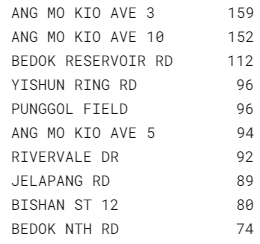 ANG MO KIO AVE 3 159
ANG MO KIO AVE 10 152
BEDOK RESERVOIR RD 112
YISHUN RING RD 96
PUNGGOL FIELD 96
ANG MO KIO AVE 5 94
RIVERVALE DR 92
JELAPANG RD 89
BISHAN ST 12 80
BEDOK NTH RD 74